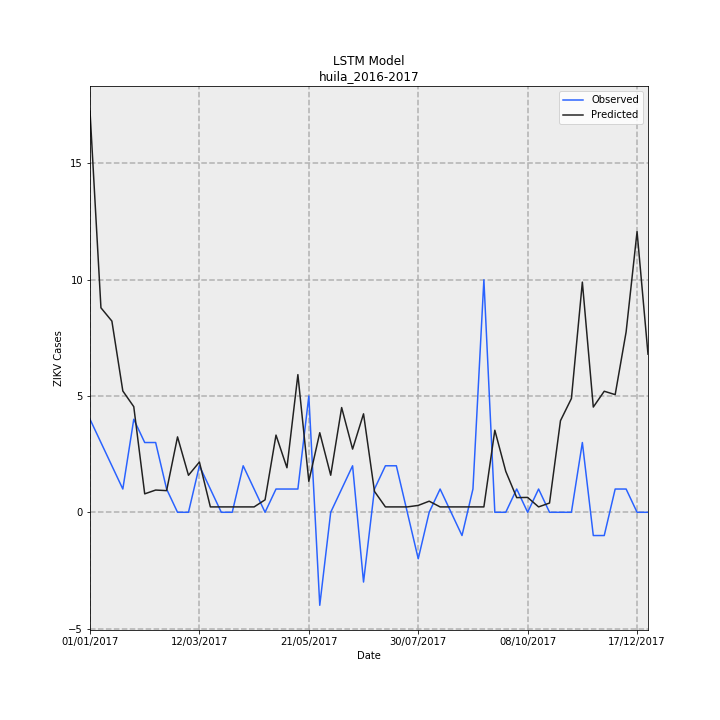 LSTM Model
huila_2016-2017
Observed
Predicted
ZIKV Cases
15
10
5
0
−5
01/01/2017
12/03/2017
21/05/2017
30/07/2017
08/10/2017
17/12/2017
Date